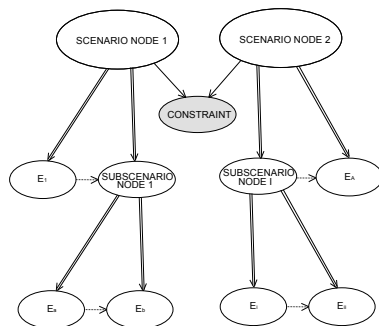 SCENARIO NODE 1
SCENARIO NODE 2
CONSTRAINT
E1
SUBSCENARIO
NODE 1
SUBSCENARIO
NODE I
EA
Ea
Eb
Ei
Eii